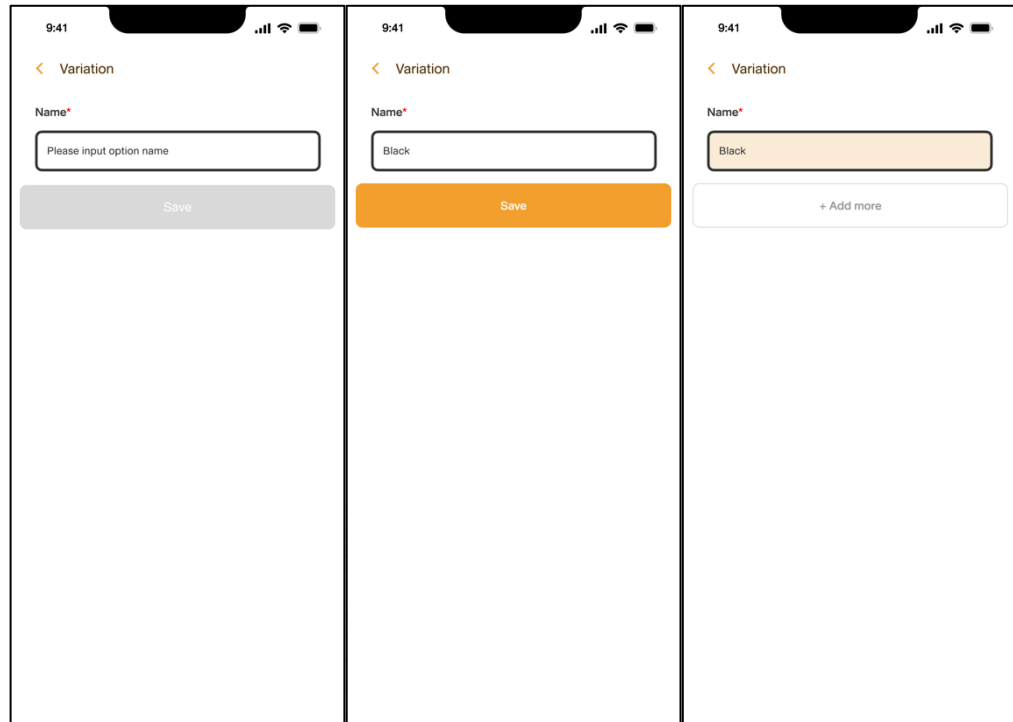 9:41
Variation
Name*
Please input option name
Save
9:41
Variation
Name*
Black
Save
9:41
Variation
Name*
Black
+ Add more